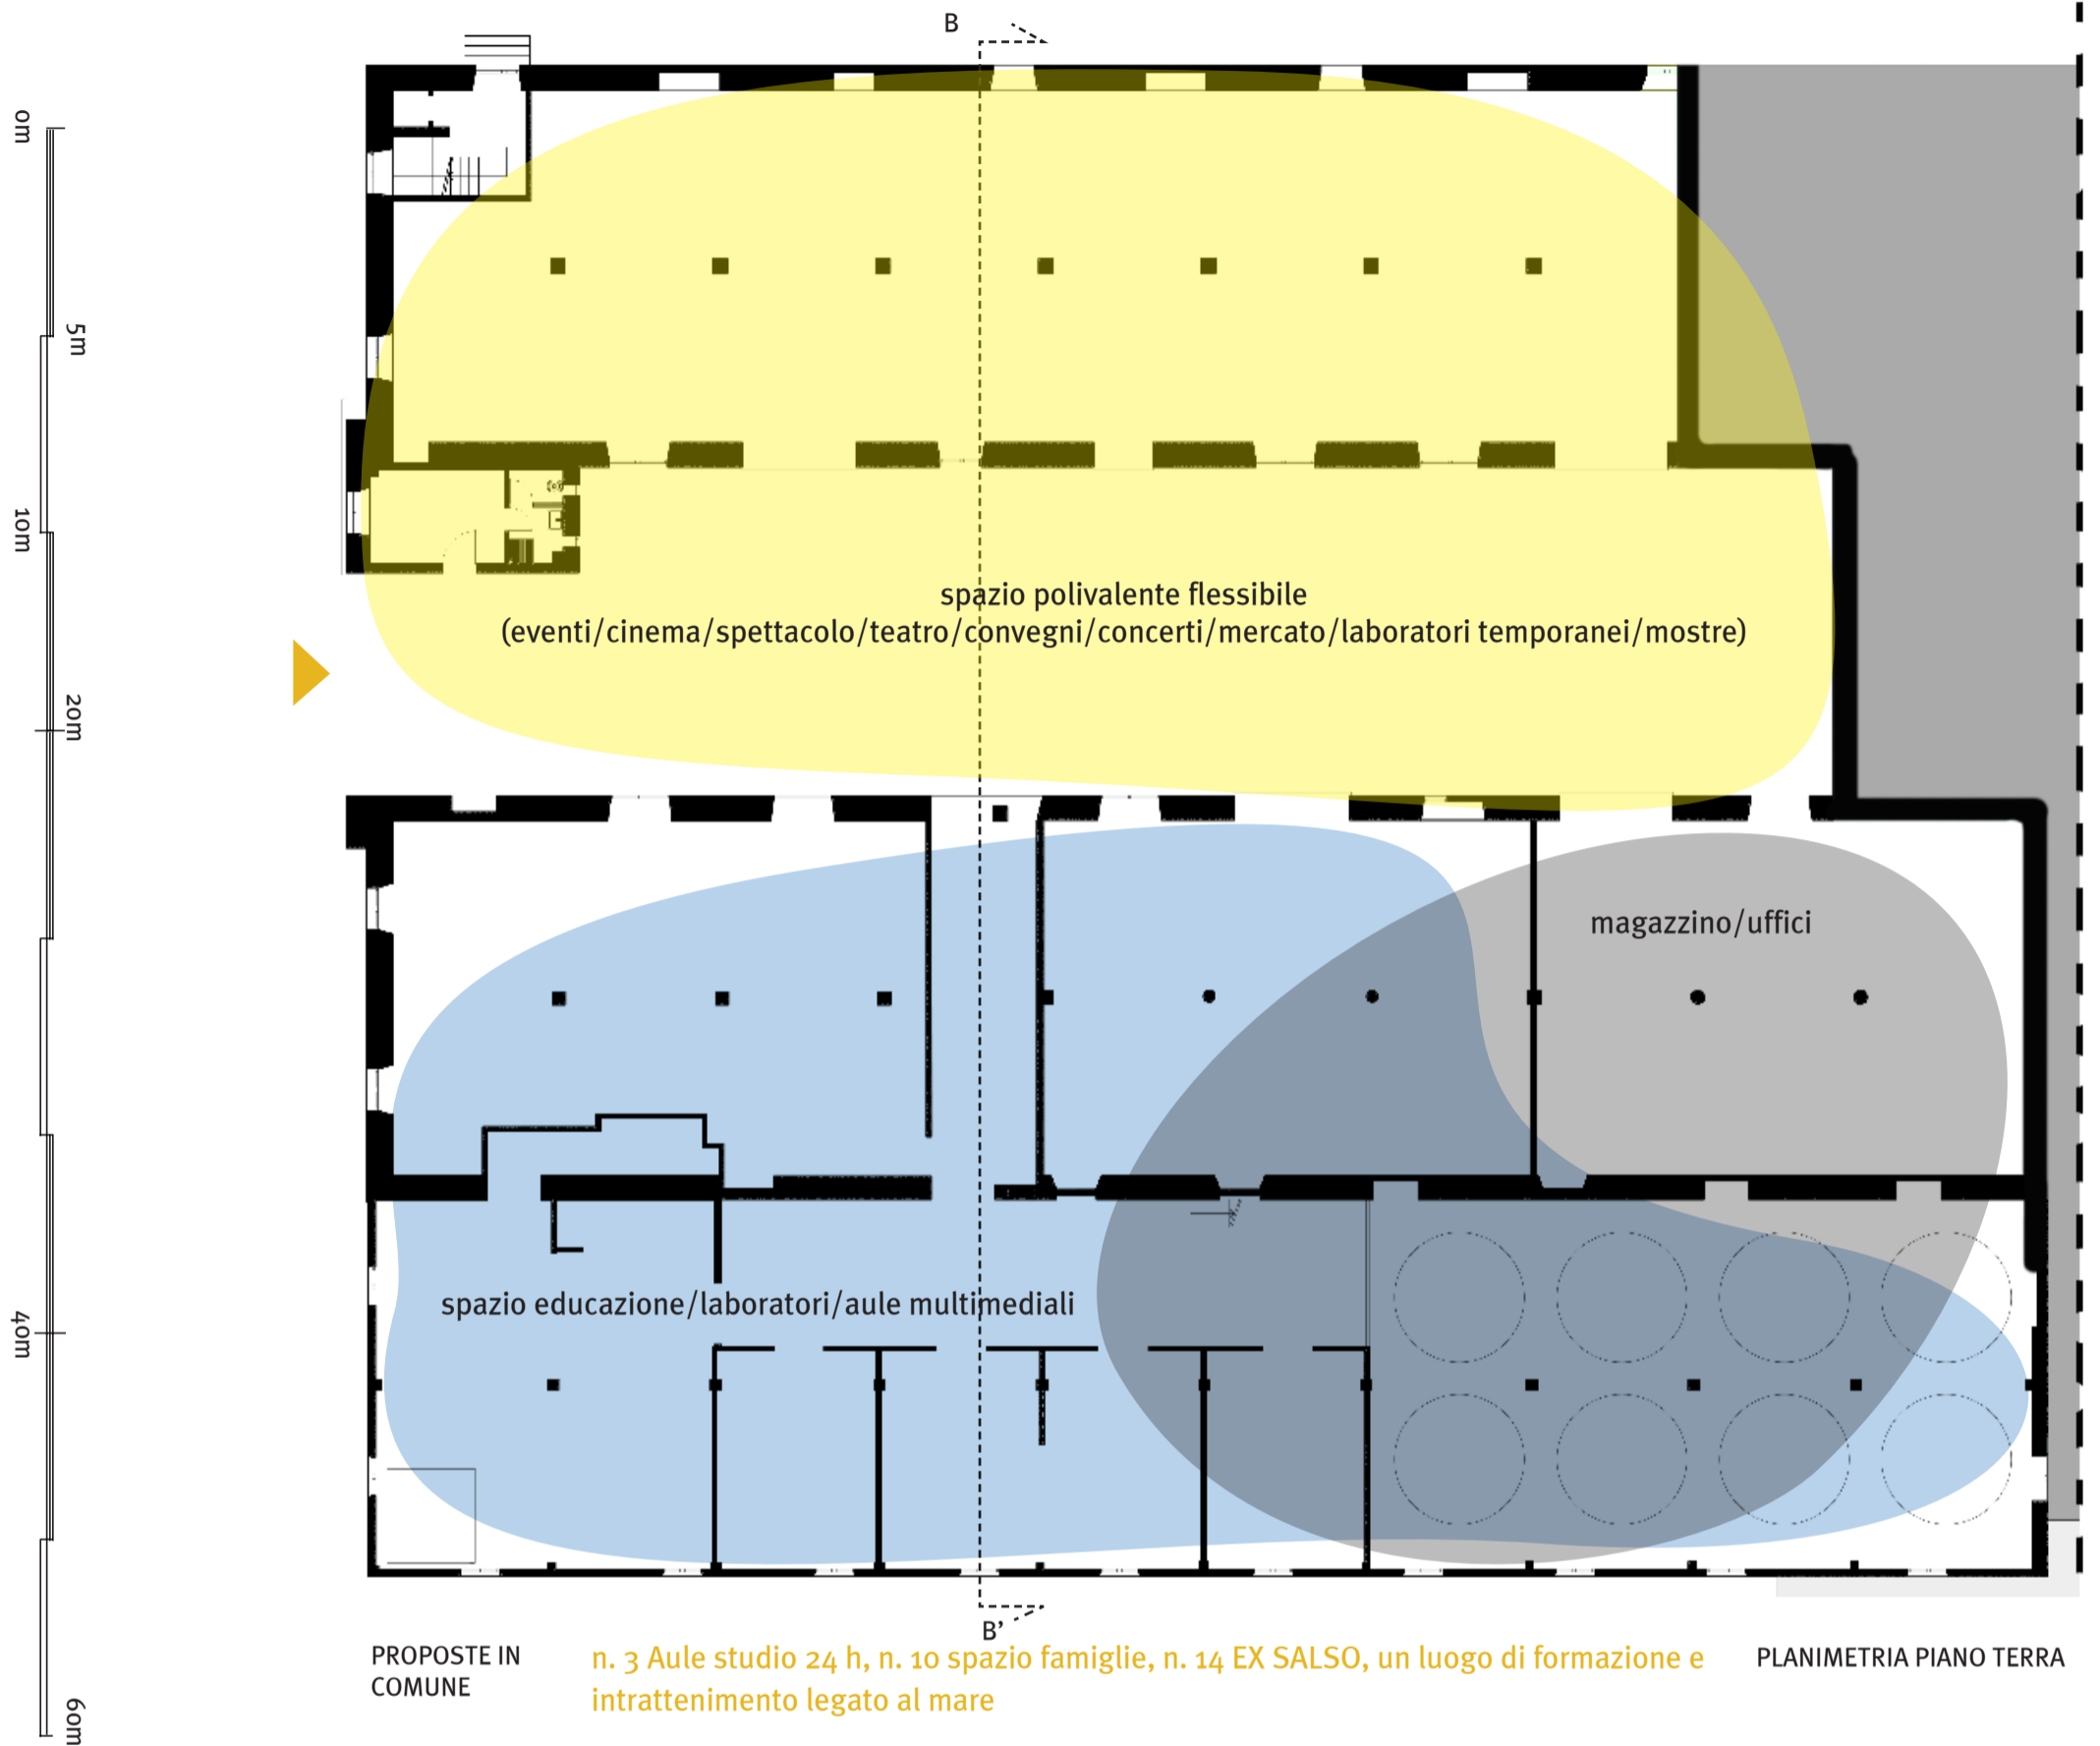 B
0m
5m
10m
20m
40m
60m
spazio polivalente flessibile
(eventi/cinema/spettacolo/teatro/convegni/concerti/mercato/laboratori temporanei/mostre)
magazzino/uffici
spazio educazione/laboratori/aule multimediali
B’
PROPOSTE IN
COMUNE
n. 3 Aule studio 24 h, n. 10 spazio famiglie, n. 14 EX SALSO, un luogo di formazione e
intrattenimento legato al mare
PLANIMETRIA PIANO TERRA